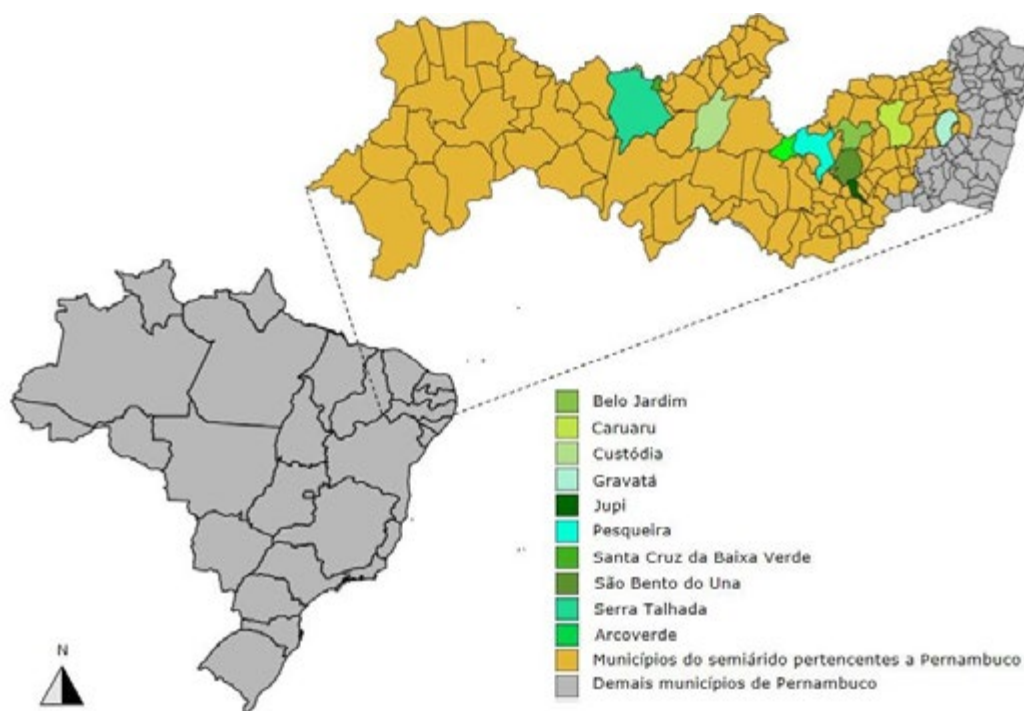 Belo Jardim
Caruaru
Custódia
Gravatá
Jupi
Pesqueira
Santa Cruz da Baixa Verde
São Bento do Una
Serra Talhada
Arcoverde
Municípios do semiárido pertencentes a Pernambuco
Demais municípios de Pernambuco
N